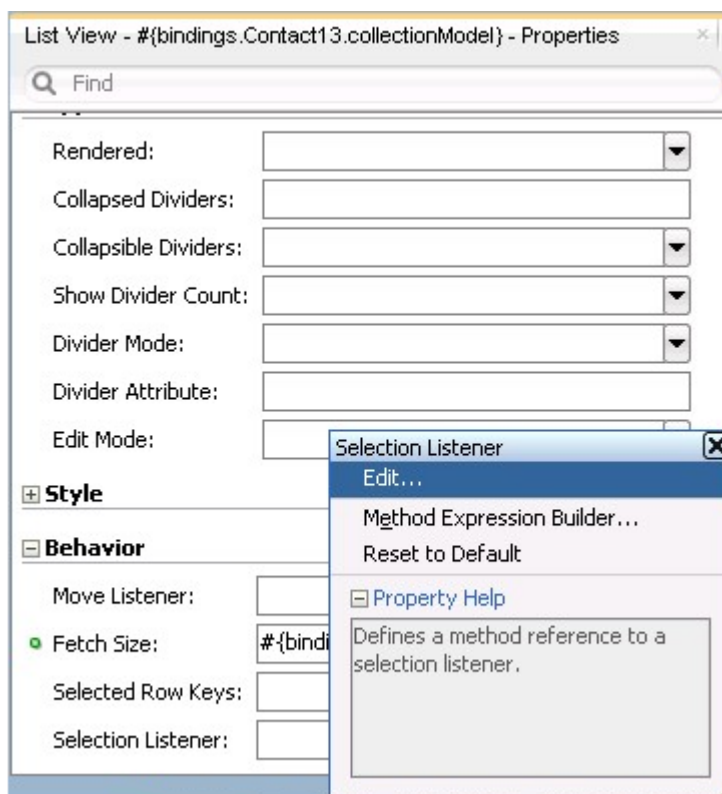 List View - #{bindings.Contact13.collectionModel} - Properties
Find
Rendered:
Collapsed Dividers:
Collapsible Dividers:
Show Divider Count:
Divider Mode:
Divider Attribute:
Edit Mode:
Selection Listener
Edit...
Style
Method Expression Builder...
Behavior
Reset to Default
Move Listener:
Property Help
Fetch Size:
#{bindi
Defines a method reference to a
selection listener.
Selected Row Keys:
Selection Listener: